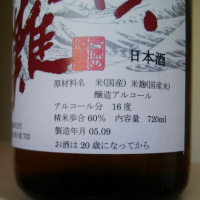 日本酒
原材料名 米(国産) 米麹(国産米)
醸造アルコール
アルコール分 16度
精米歩合60% 内容量 720ml
製造年月 05.09
お酒は20歳になってから
702